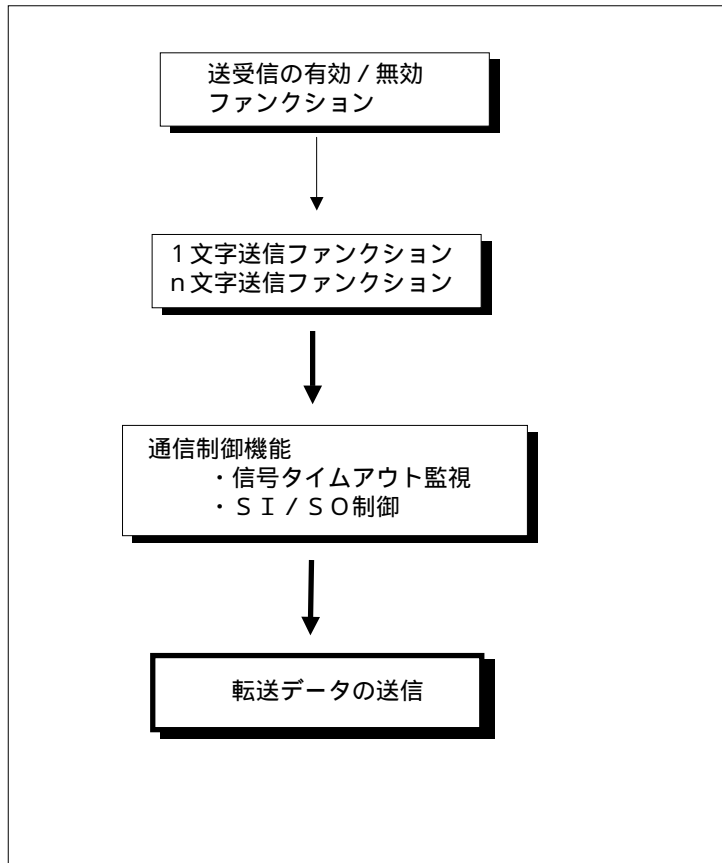 送受信の有効／無効
ファンクション
１文字送信ファンクション
ｎ文字送信ファンクション
通信制御機能
・信号タイムアウト監視
・ＳＩ／ＳＯ制御
転送データの送信